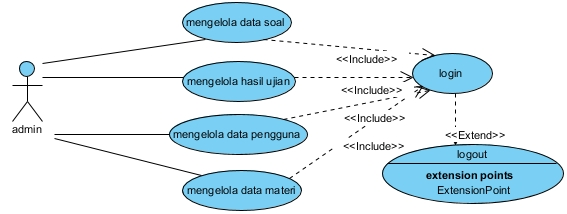 mengelola data soal
<<Include>>
mengelola hasil ujian
login
<<Include>>
admin
mengelola data pengguna
<<Include>>
<<Extend>>
<<Include>>
logout
extension points
ExtensionPoint
mengelola data materi